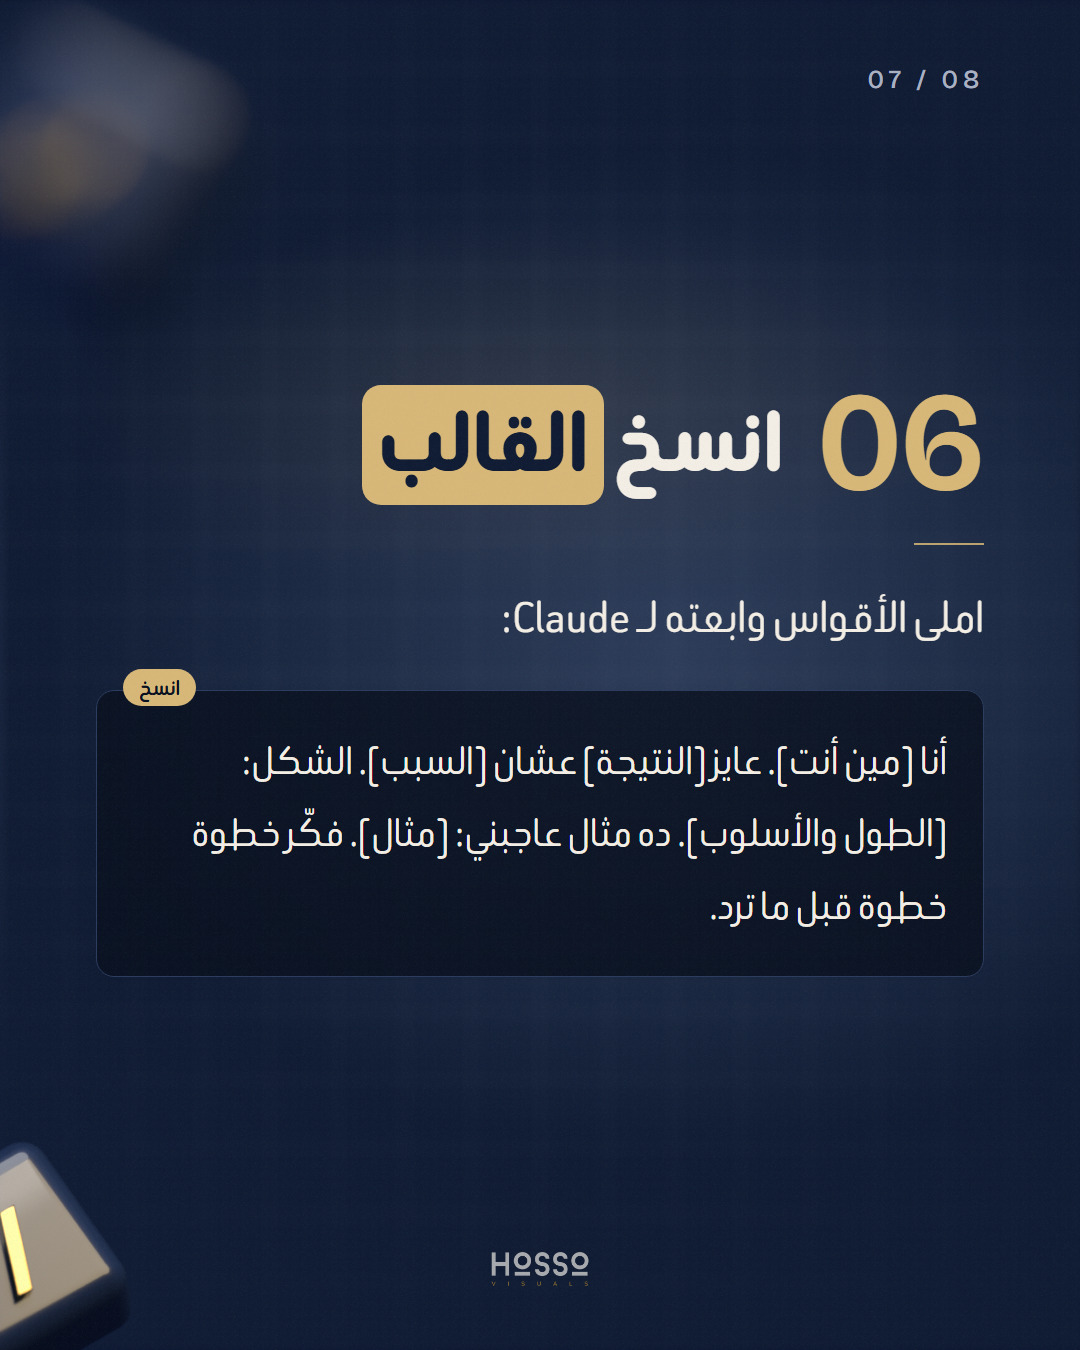 07 / 08
06 انسخ القالب
املى الأقواس وابعته لـ Claude:
انسخ
أنا [مين أنت]. عايز [النتيجة] عشان [السبب]. الشكل:
[الطول والأسلوب]. ده مثال عاجبني: [مثال]. فكّر خطوة
خطوة قبل ما ترد.
HOSSO
VISUALS